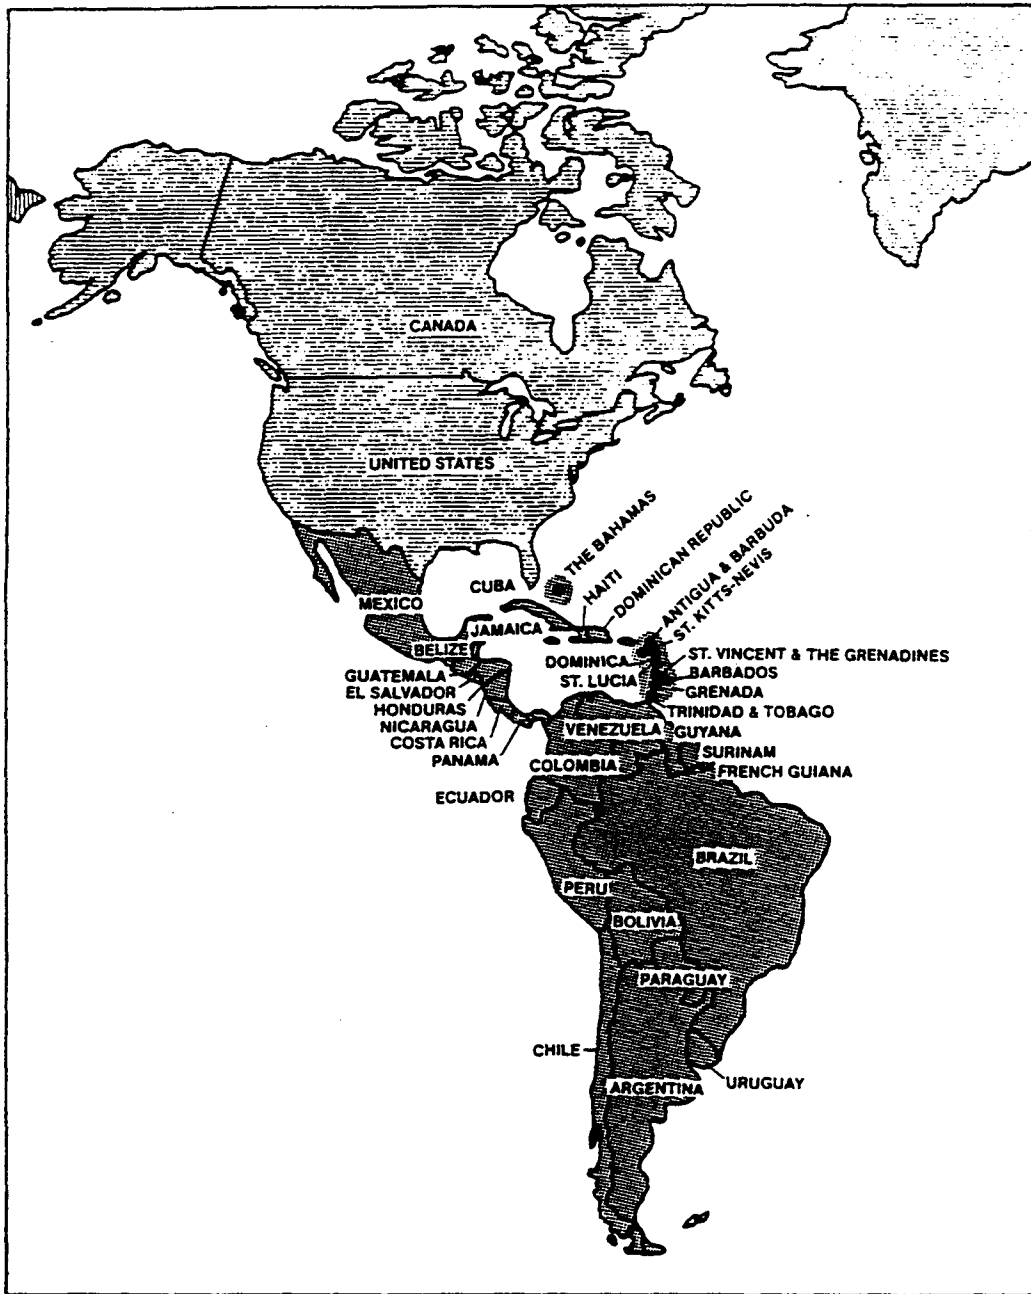 CANADA
UNITED STATES
THE BAHAMAS
DOMINICAN REPUBLIC
ANTIGUA & BARBUDA
HAITI
ST. KITTS-NEVIS
CUBA
MEXICO
JAMAICA
BELIZE
DOMINICA
ST. VINCENT & THE GRENADINES
GUATEMALA
ST. LUCIA
BARBADOS
EL SALVADOR
GRENADA
HONDURAS
TRINIDAD & TOBAGO
NICARAGUA
VENEZUELA
GUYANA
COSTA RICA
SURINAM
PANAMA
COLOMBIA
FRENCH GUIANA
ECUADOR
BRAZIL
PERU
BOLIVIA
PARAGUAY
CHILE
ARGENTINA
URUGUAY